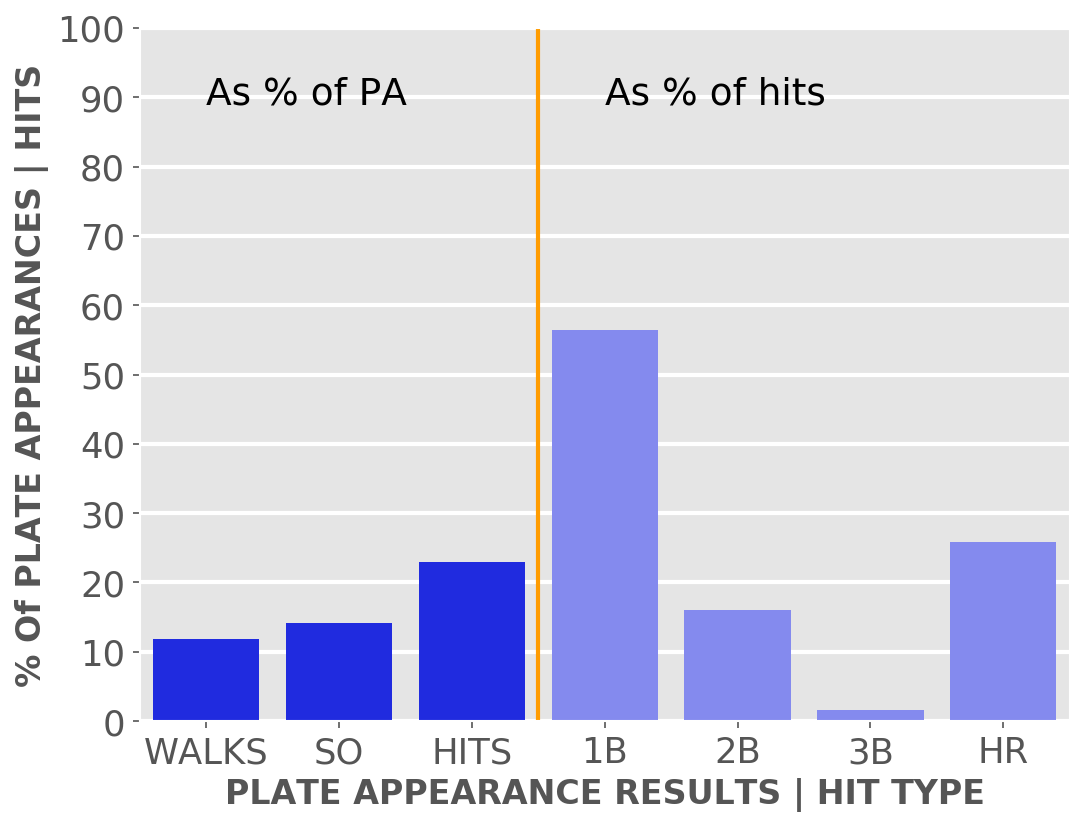 % Of PLATE APPEARANCES | HITS
100
90
80
70
60
50
40
30
20
10
0
As % of PA
As % of hits
WALKS SO HITS 1B 2B 3B HR
PLATE APPEARANCE RESULTS | HIT TYPE